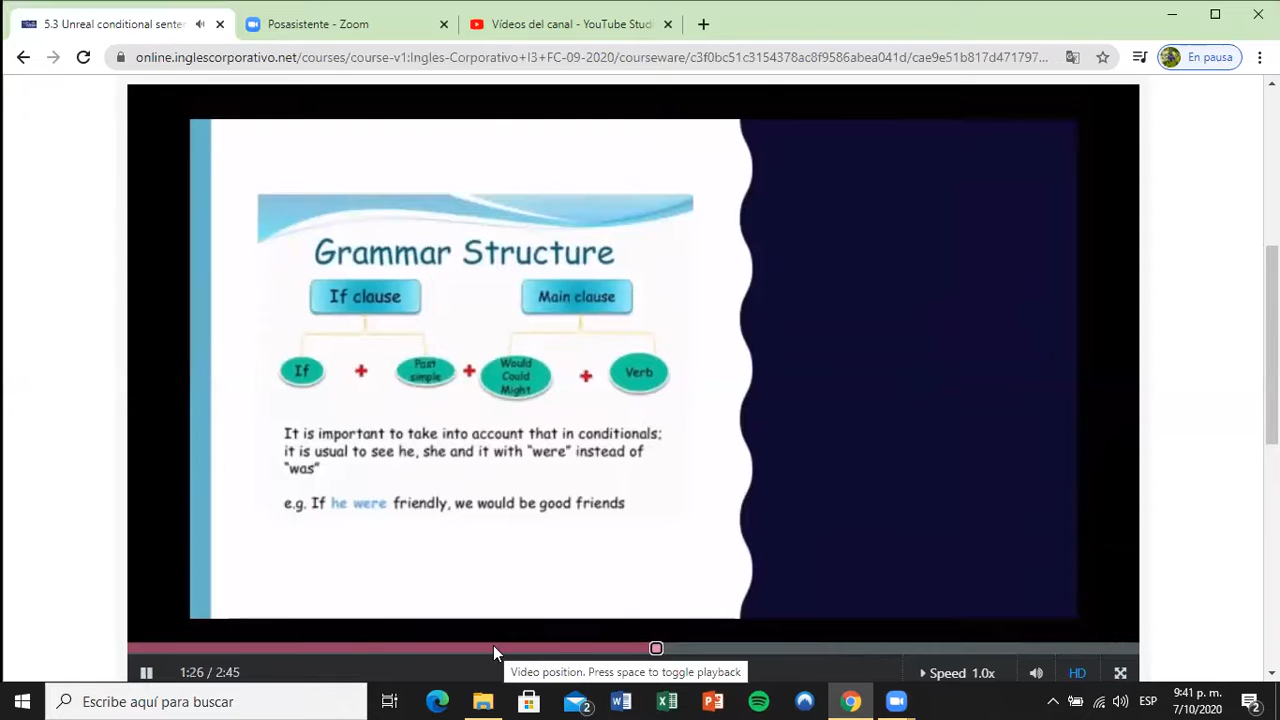 5.3 Unreal conditional senten
Posasistente - Zoom
Vídeos del canal - YouTube Studi
online.inglescorporativo.net/courses/course-v1:Ingles-Corporativo+I3+FC-09-2020/courseware/c3f0bc31c3154378ac8f9586abea041d/cae9e51b817d471797...
En pausa
Grammar Structure
If clause
Main clause
If
+
Past
simple
+
Would
Could
Might
+
Verb
It is important to take into account that in conditionals;
it is usual to see he, she and it with "were" instead of
"was"
e.g. If he were friendly, we would be good friends
1:26 / 2:45
Video position. Press space to toggle playback
Speed 1.0x
HD
Escribe aquí para buscar
2
ESP
9:41 p. m.
7/10/2020
2